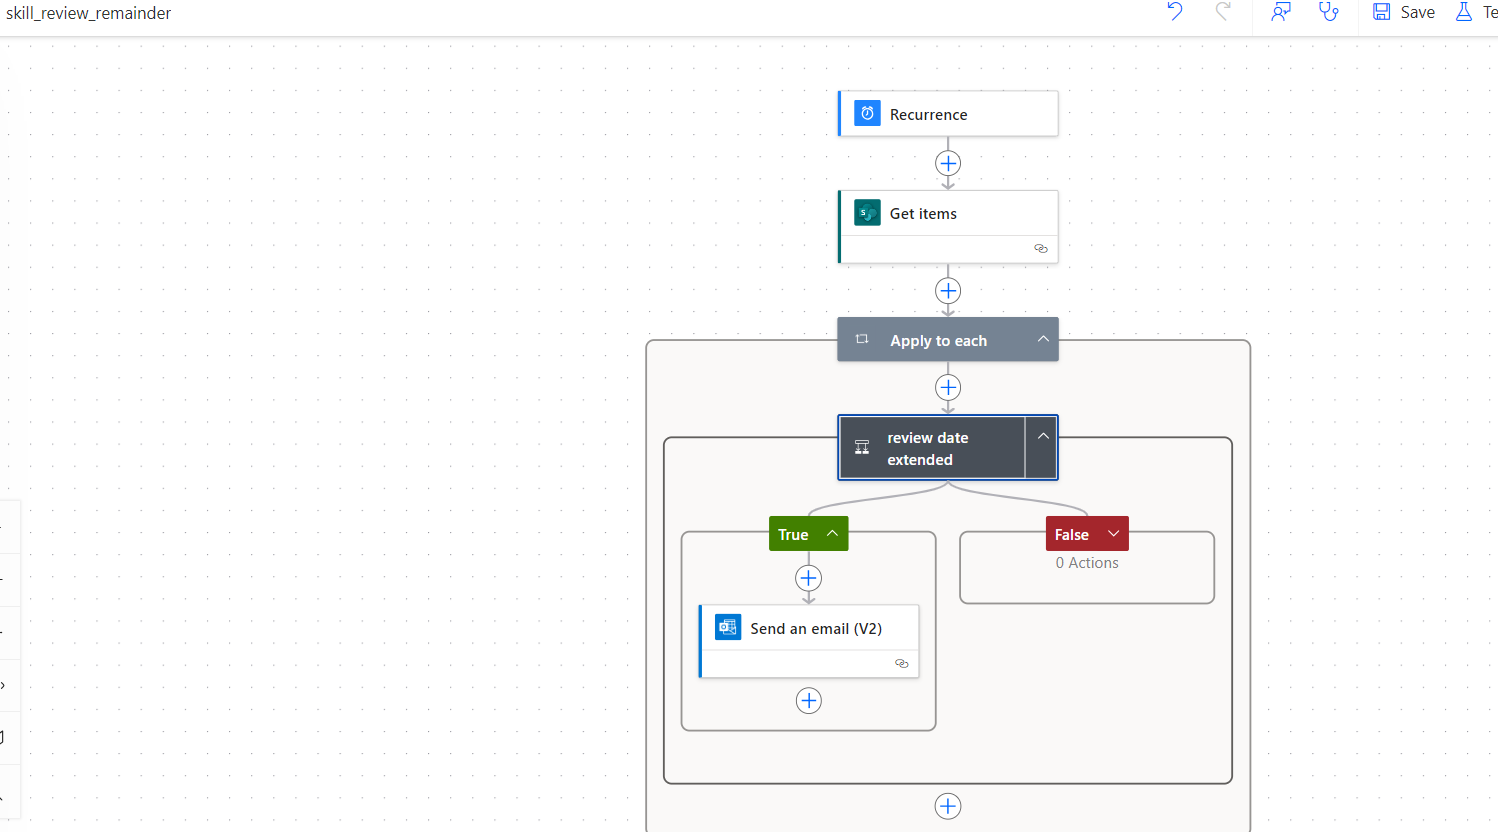 skill_review_remainder
Save
Te
Recurrence
Get items
Apply to each
review date
extended
True
False
0 Actions
Send an email (V2)